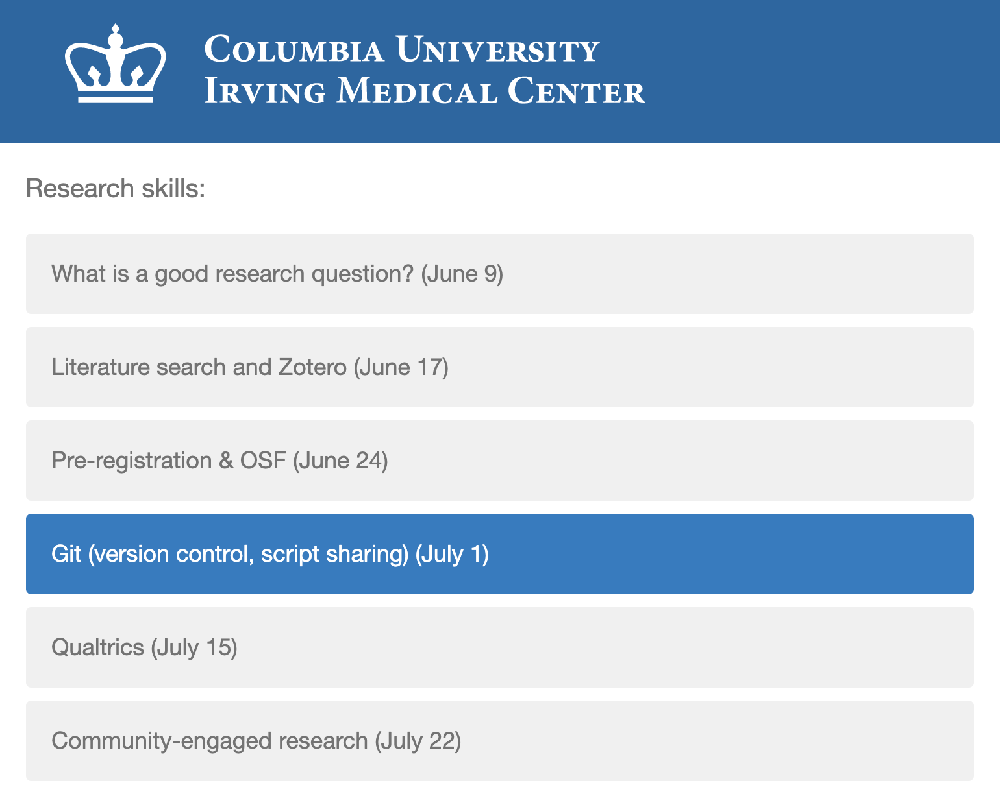 Columbia University
Irving Medical Center
Research skills:
What is a good research question? (June 9)
Literature search and Zotero (June 17)
Pre-registration & OSF (June 24)
Git (version control, script sharing) (July 1)
Qualtrics (July 15)
Community-engaged research (July 22)